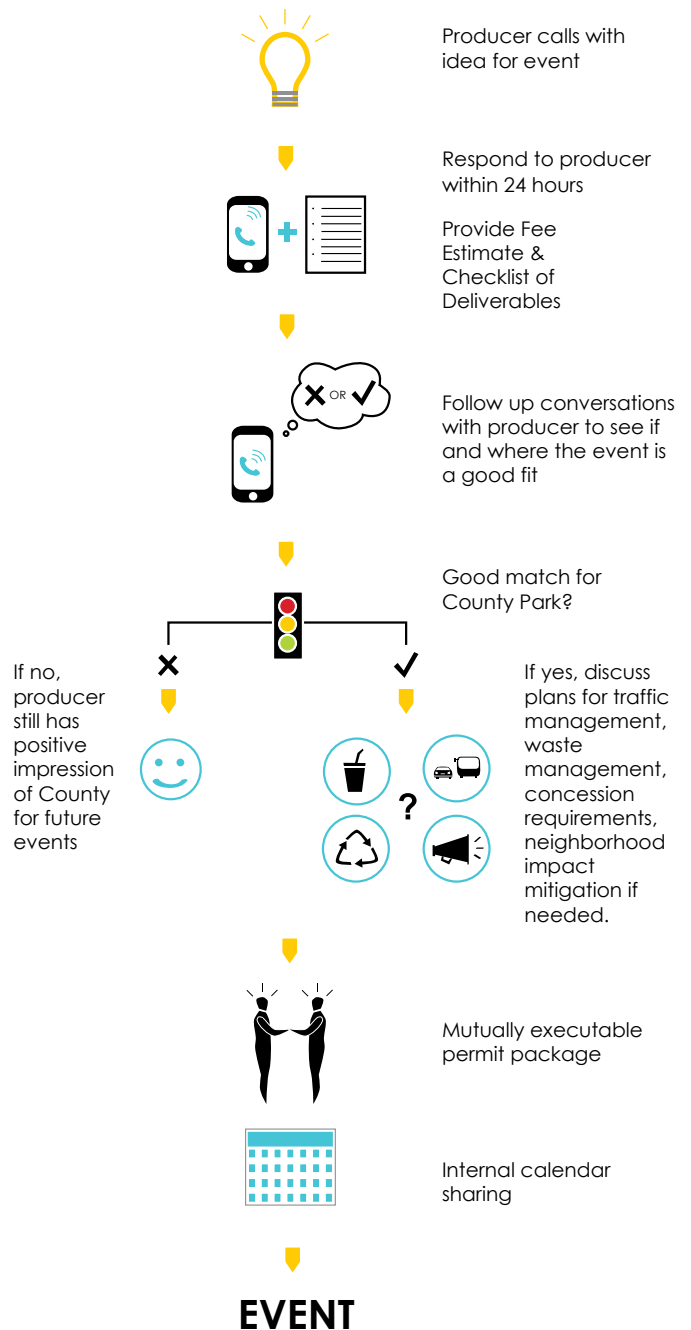 Producer calls with
idea for event
Respond to producer
within 24 hours
Provide Fee
Estimate &
Checklist of
Deliverables
OR
Follow up conversations
with producer to see if
and where the event is
a good fit
Good match for
County Park?
If no,
producer
still has
positive
impression
of County
for future
events
?
If yes, discuss
plans for traffic
management,
waste
management,
concession
requirements,
neighborhood
impact
mitigation if
needed.
Mutually executable
permit package
Internal calendar
sharing
EVENT